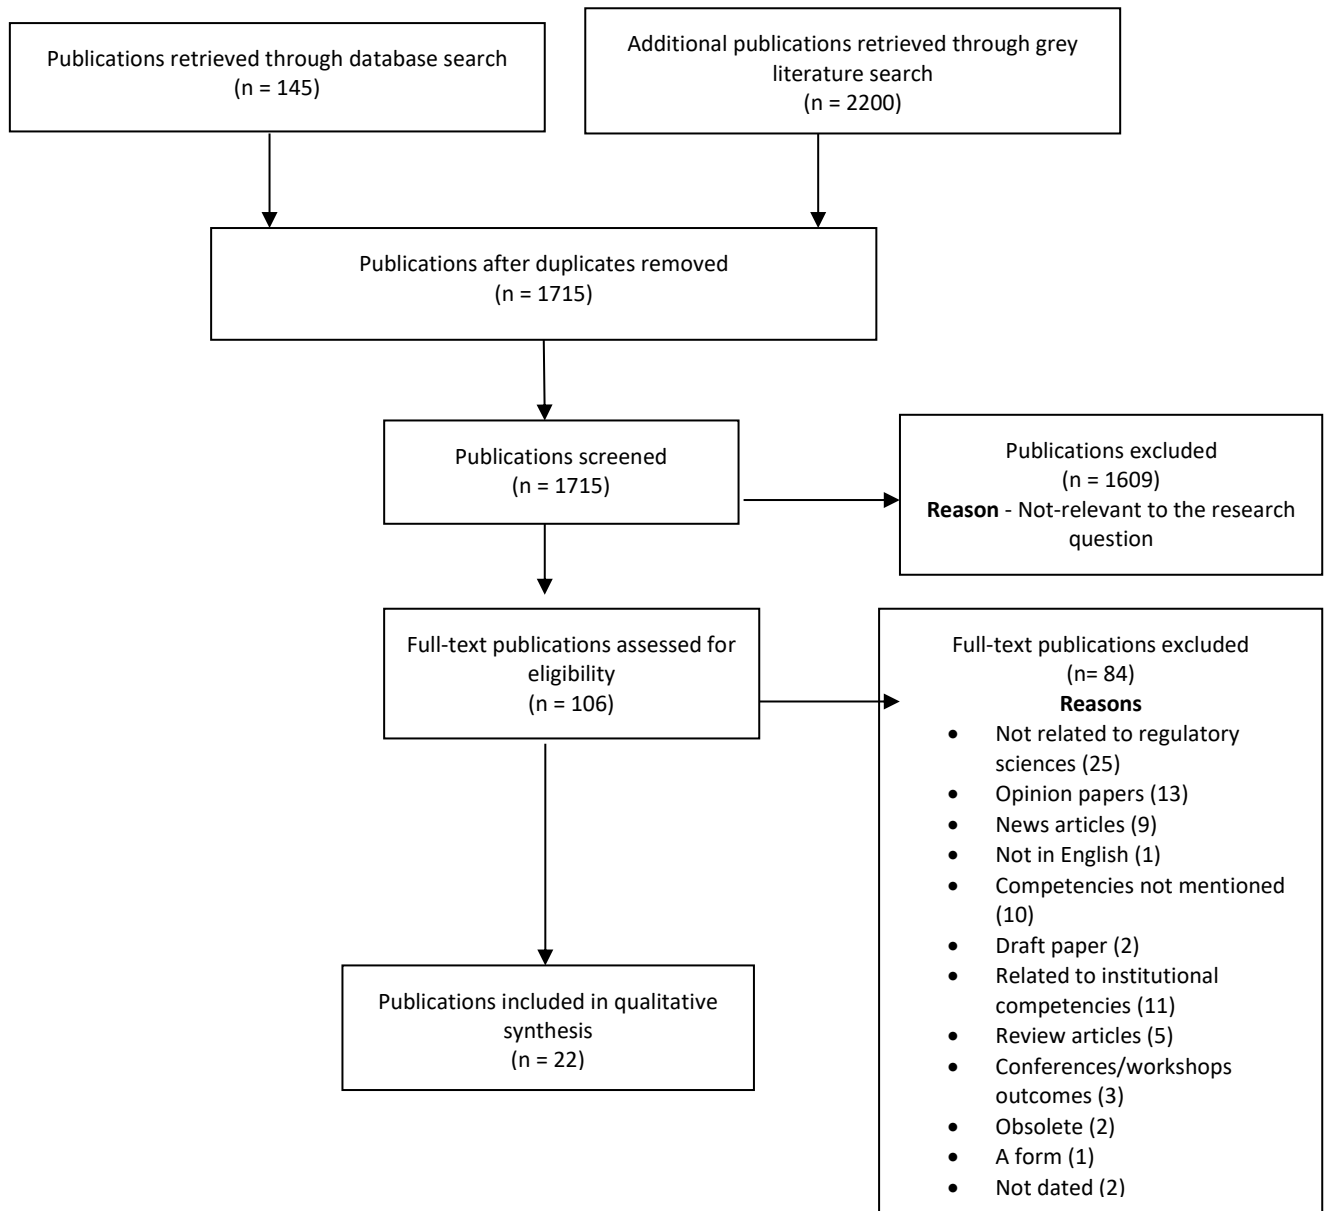 Publications retrieved through database search
(n = 145)
Additional publications retrieved through grey
literature search
(n = 2200)
Publications after duplicates removed
(n = 1715)
Publications screened
(n = 1715)
Publications excluded
(n = 1609)
Reason - Not-relevant to the research
question
Full-text publications assessed for
eligibility
(n = 106)
Full-text publications excluded
(n= 84)
Reasons
• Not related to regulatory
sciences (25)
• Opinion papers (13)
• News articles (9)
• Not in English (1)
• Competencies not mentioned
(10)
• Draft paper (2)
• Related to institutional
competencies (11)
• Review articles (5)
• Conferences/workshops
outcomes (3)
• Obsolete (2)
• A form (1)
• Not dated (2)
Publications included in qualitative
synthesis
(n = 22)